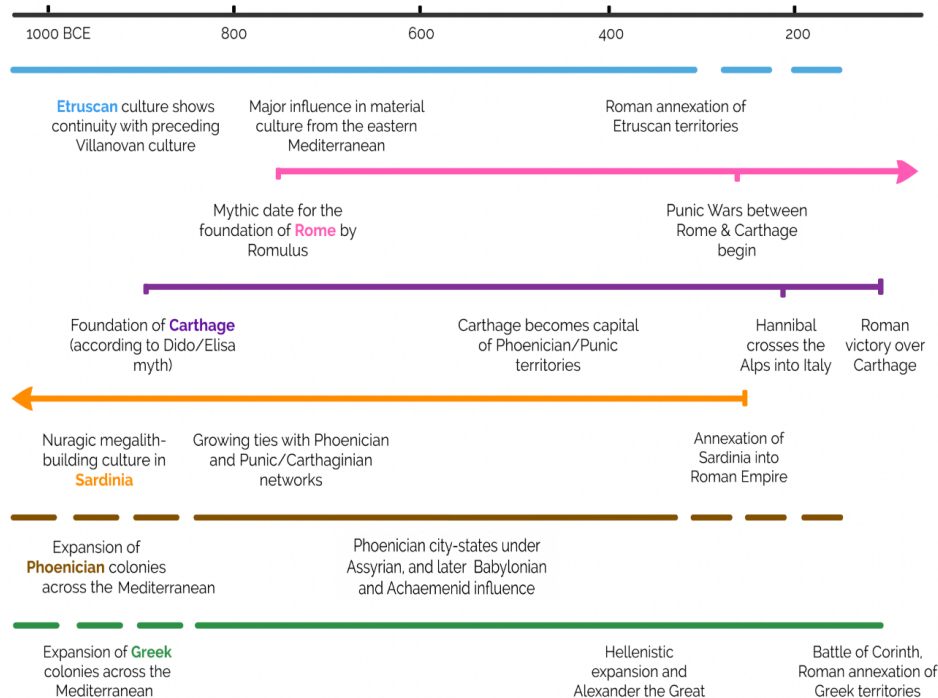 1000 BCE
800
600
400
200
Etruscan culture shows
continuity with preceding
Villanovan culture
Major influence in material
culture from the eastern
Mediterranean
Roman annexation of
Etruscan territories
Mythic date for the
foundation of Rome by
Romulus
Punic Wars between
Rome & Carthage
begin
Foundation of Carthage
(according to Dido/Elisa
myth)
Carthage becomes capital
of Phoenician/Punic
territories
Hannibal
crosses the
Alps into Italy
Roman
victory over
Carthage
Nuragic megalith-
building culture in
Sardinia
Growing ties with Phoenician
and Punic/Carthaginian
networks
Annexation of
Sardinia into
Roman Empire
Expansion of
Phoenician colonies
across the Mediterranean
Phoenician city-states under
Assyrian, and later Babylonian
and Achaemenid influence
Expansion of Greek
colonies across the
Mediterranean
Hellenistic
expansion and
Alexander the Great
Battle of Corinth,
Roman annexation of
Greek territories